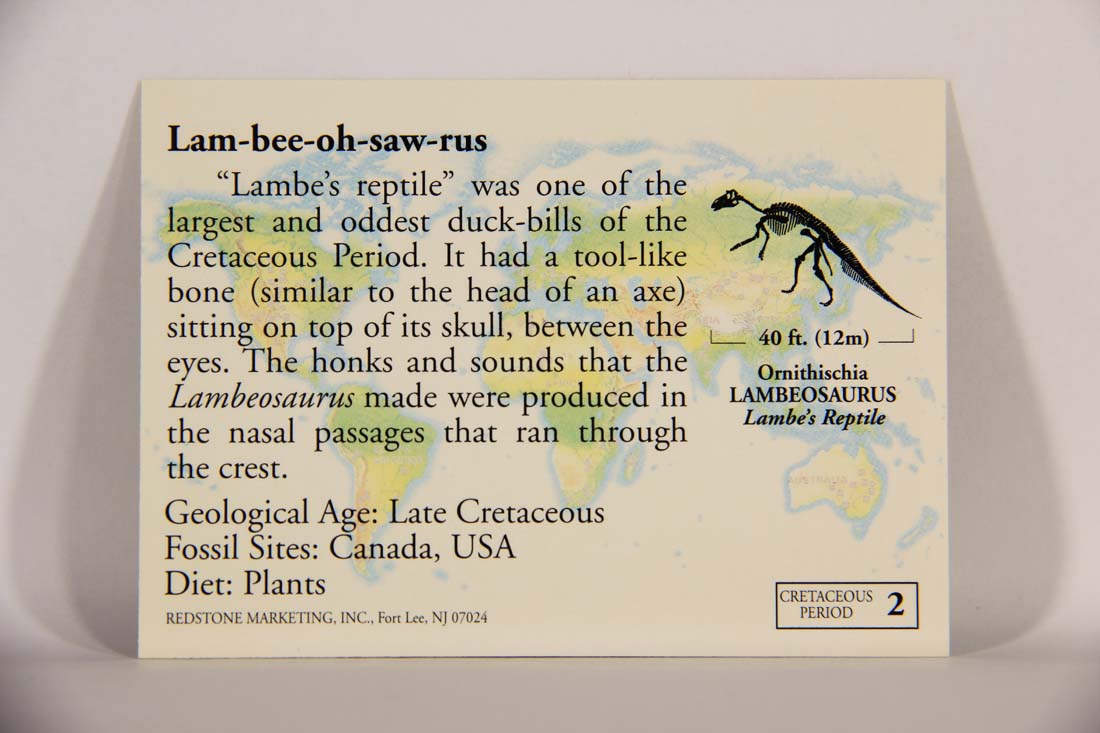 Lam-bee-oh-saw-rus
“Lambe’s reptile” was one of the
largest and oddest duck-bills of the
Cretaceous Period. It had a tool-like
bone (similar to the head of an axe)
sitting on top of its skull, between the
eyes. The honks and sounds that the
Lambeosaurus made were produced in
the nasal passages that ran through
the crest.
Geological Age: Late Cretaceous
Fossil Sites: Canada, USA
Diet: Plants
REDSTONE MARKETING, INC., Fort Lee, NJ 07024
40 ft. (12m)
Ornithischia
LAMBEOSAURUS
Lambe’s Reptile
AUSTRALIA
CRETACEOUS
PERIOD 2